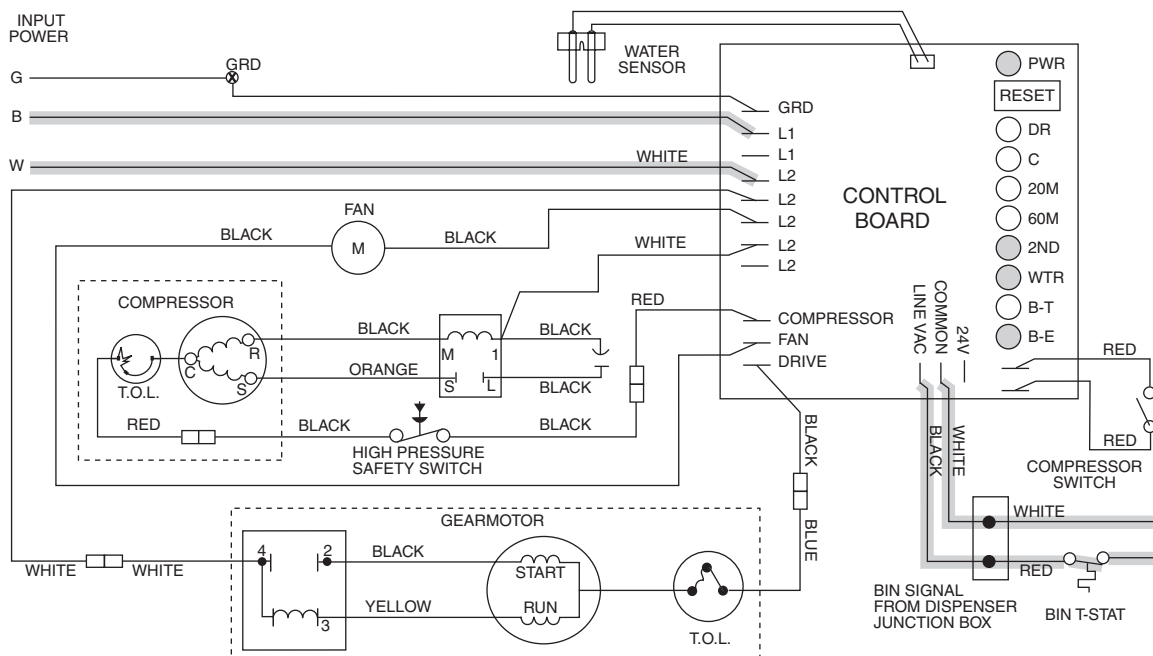 INPUT
POWER
G
GRD
B
W
WHITE
WATER
SENSOR
GRD
L1
L1
L2
L2
L2
L2
L2
CONTROL
BOARD
PWR
RESET
DR
C
20M
60M
2ND
WTR
B-T
B-E
FAN
M
BLACK
BLACK
WHITE
COMPRESSOR
T.O.L.
C
R
S
BLACK
ORANGE
M
1
S
L
BLACK
BLACK
RED
RED
BLACK
BLACK
HIGH PRESSURE
SAFETY SWITCH
COMPRESSOR
FAN
DRIVE
LINE VAC
COMMON
24V
RED
RED
COMPRESSOR
SWITCH
BLACK
WHITE
BLACK
BLUE
WHITE
RED
BIN SIGNAL
FROM DISPENSER
JUNCTION BOX
BIN T-STAT
GEARMOTOR
WHITE
WHITE
4
2
3
BLACK
YELLOW
START
RUN
T.O.L.